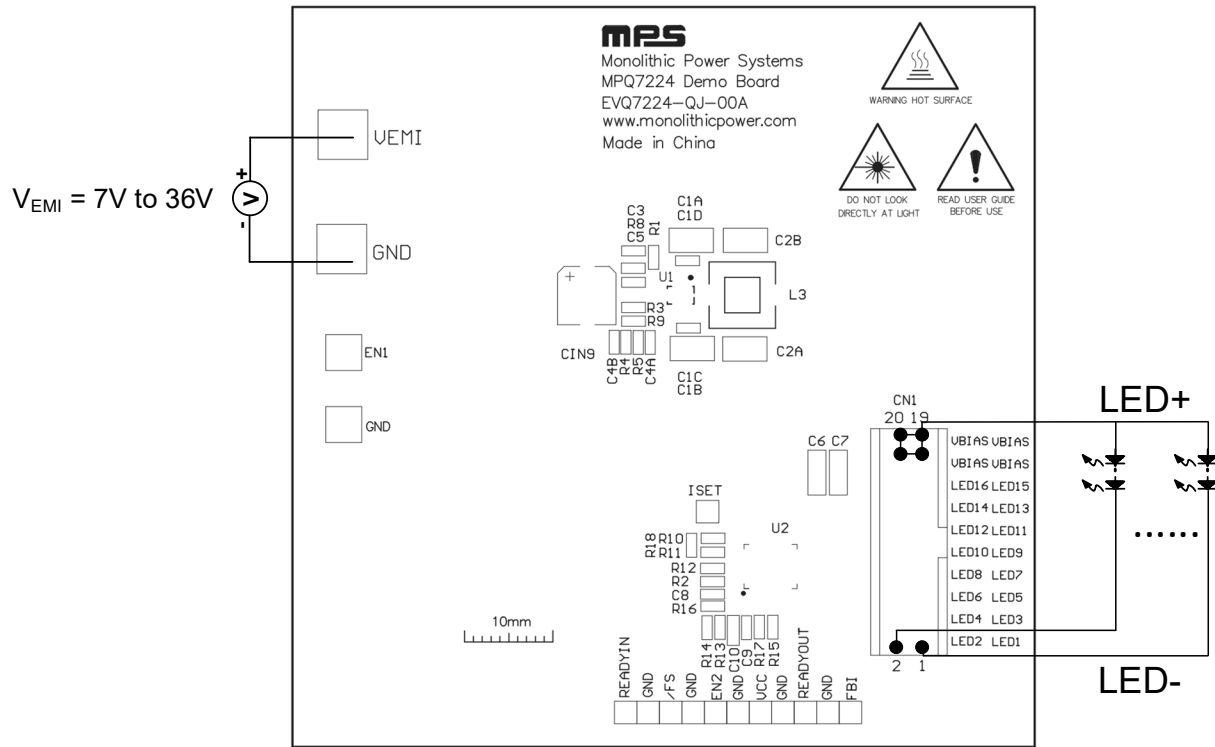 MPS
Monolithic Power Systems
MPQ7224 Demo Board
EVQ7224-QJ-00A
www.monolithicpower.com
Made in China
WARNING HOT SURFACE
DO NOT LOOK
DIRECTLY AT LIGHT
READ USER GUIDE
BEFORE USE
VEMI
+
V
-
VEMI = 7V to 36V
GND
EN1
GND
C3
R8
C5
R1
C1A
C1D
C2B
U1
L3
+
R3
R9
CIN9
C4B
R4
R5
C4A
C1C
C1B
C2A
CN1
20 19
LED+
VBIAS VBIAS
VBIAS VBIAS
LED16 LED15
LED14 LED13
LED12 LED11
LED10 LED9
LED8 LED7
LED6 LED5
LED4 LED3
LED2 LED1
2 1
LED-
C6 C7
ISET
U2
R18
R10
R11
R12
R2
C8
R16
R14
R13
C10
C9
R17
R15
10mm
READYIN
GND
/FS
GND
EN2
GND
VCC
GND
READYOUT
GND
FBI